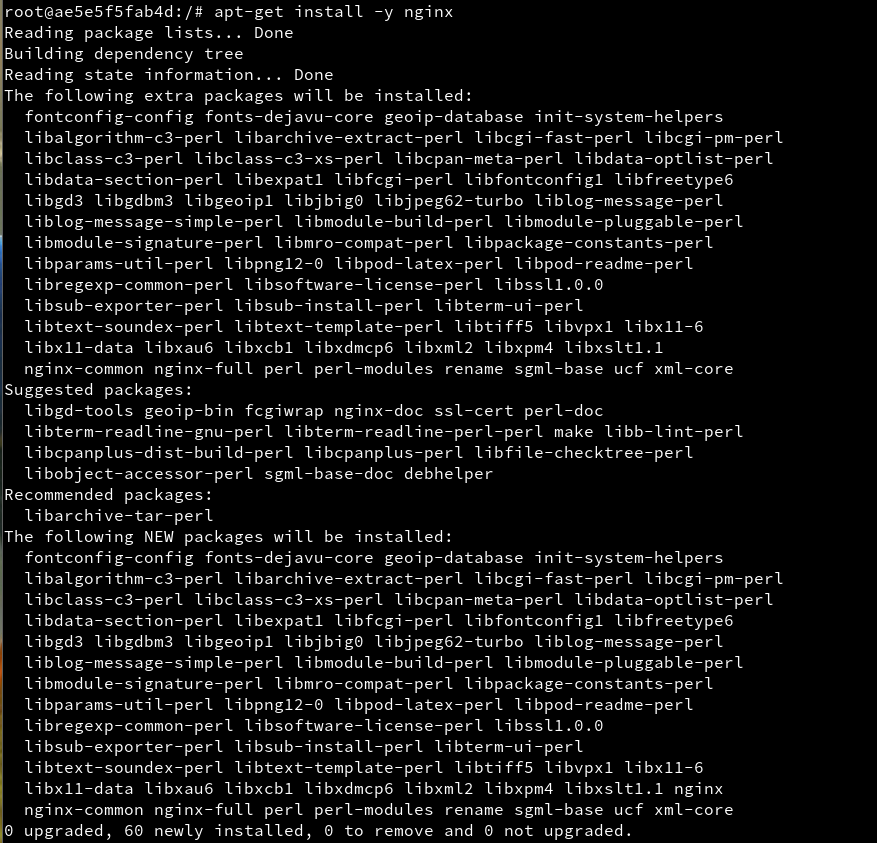 root@ae5e5f5fab4d:/# apt-get install -y nginx
Reading package lists... Done
Building dependency tree
Reading state information... Done
The following extra packages will be installed:
  fontconfig-config fonts-dejavu-core geoip-database init-system-helpers
  libalgorithm-c3-perl libarchive-extract-perl libcgi-fast-perl libcgi-pm-perl
  libclass-c3-perl libclass-c3-xs-perl libcpan-meta-perl libdata-optlist-perl
  libdata-section-perl libexpat1 libfcgi-perl libfontconfig1 libfreetype6
  libgd3 libgdbm3 libgeoip1 libjbig0 libjpeg62-turbo liblog-message-perl
  liblog-message-simple-perl libmodule-build-perl libmodule-pluggable-perl
  libmodule-signature-perl libmro-compat-perl libpackage-constants-perl
  libparams-util-perl libpng12-0 libpod-latex-perl libpod-readme-perl
  libregexp-common-perl libsoftware-license-perl libssl1.0.0
  libsub-exporter-perl libsub-install-perl libterm-ui-perl
  libtext-soundex-perl libtext-template-perl libtiff5 libvpx1 libx11-6
  libx11-data libxau6 libxcb1 libxdmcp6 libxml2 libxpm4 libxslt1.1
  nginx-common nginx-full perl perl-modules rename sgml-base ucf xml-core
Suggested packages:
  libgd-tools geoip-bin fcgiwrap nginx-doc ssl-cert perl-doc
  libterm-readline-gnu-perl libterm-readline-perl-perl make libb-lint-perl
  libcpanplus-dist-build-perl libcpanplus-perl libfile-checktree-perl
  libobject-accessor-perl sgml-base-doc debhelper
Recommended packages:
  libarchive-tar-perl
The following NEW packages will be installed:
  fontconfig-config fonts-dejavu-core geoip-database init-system-helpers
  libalgorithm-c3-perl libarchive-extract-perl libcgi-fast-perl libcgi-pm-perl
  libclass-c3-perl libclass-c3-xs-perl libcpan-meta-perl libdata-optlist-perl
  libdata-section-perl libexpat1 libfcgi-perl libfontconfig1 libfreetype6
  libgd3 libgdbm3 libgeoip1 libjbig0 libjpeg62-turbo liblog-message-perl
  liblog-message-simple-perl libmodule-build-perl libmodule-pluggable-perl
  libmodule-signature-perl libmro-compat-perl libpackage-constants-perl
  libparams-util-perl libpng12-0 libpod-latex-perl libpod-readme-perl
  libregexp-common-perl libsoftware-license-perl libssl1.0.0
  libsub-exporter-perl libsub-install-perl libterm-ui-perl
  libtext-soundex-perl libtext-template-perl libtiff5 libvpx1 libx11-6
  libx11-data libxau6 libxcb1 libxdmcp6 libxml2 libxpm4 libxslt1.1 nginx
  nginx-common nginx-full perl perl-modules rename sgml-base ucf xml-core
0 upgraded, 60 newly installed, 0 to remove and 0 not upgraded.